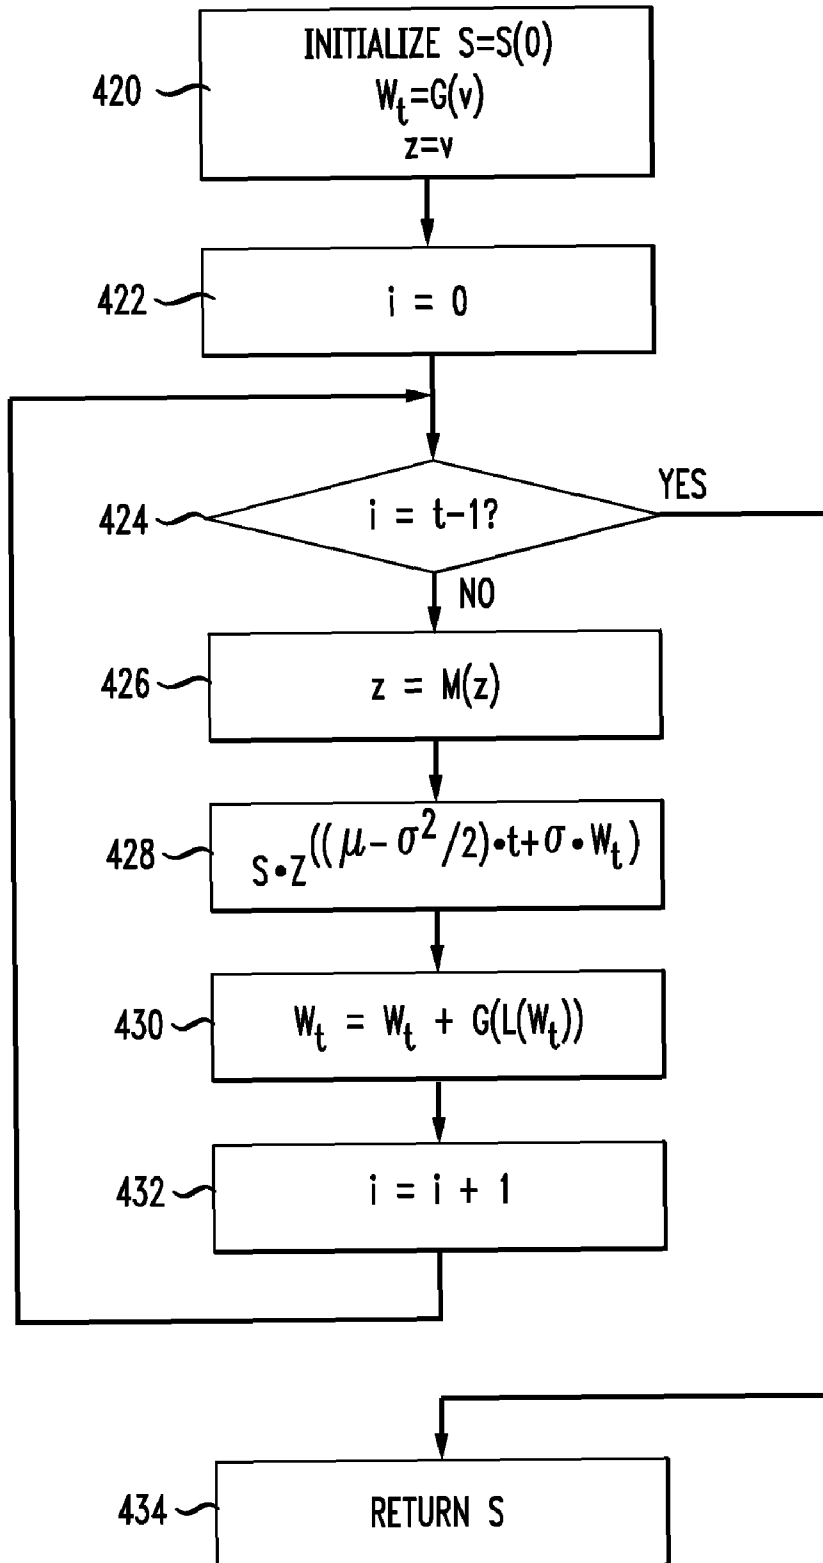 INITIALIZE S=S(0)
W_t=G(v)
z=v
420
i = 0
422
i = t-1?
424
YES
NO
z = M(z)
426
S•Z^((μ-σ²/2)•t+σ•W_t)
428
W_t = W_t + G(L(W_t))
430
i = i + 1
432
RETURN S
434